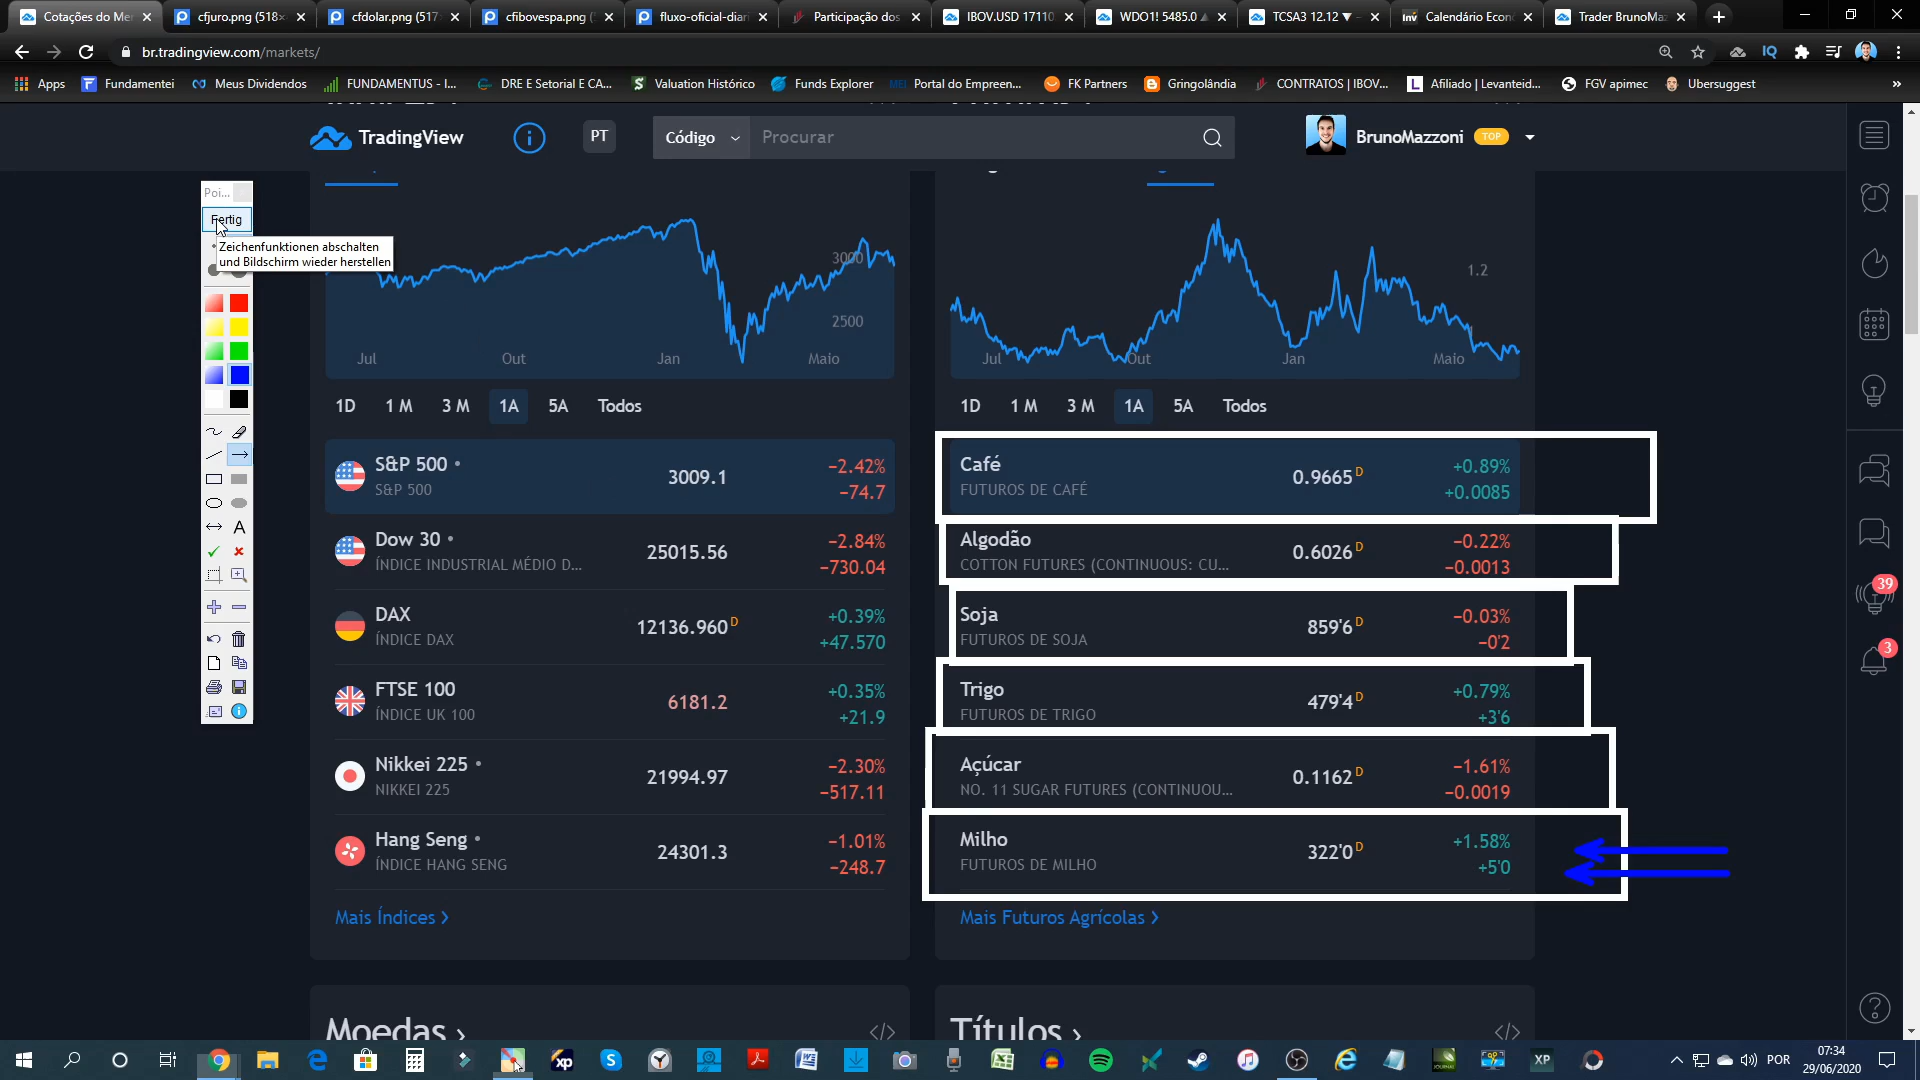 Cotações do Mer
cfjuro.png (518×
cfdolar.png (517
cfibovespa.png (
fluxo-oficial-diari
Participação dos
IBOV.USD 17110
WDO1! 5485.0
TCSA3 12.12 ▼
Calendário Econ
Trader BrunoMaz
br.tradingview.com/markets/
IQ
Apps
Fundamentei
Meus Dividendos
FUNDAMENTUS - I...
DRE E Setorial E CA...
Valuation Histórico
Funds Explorer
Portal do Empreen...
FK Partners
Gringolândia
CONTRATOS | IBOV...
Afiliado | Levanteid...
FGV apimec
Ubersuggest
»
TradingView
PT
Código
Procurar
BrunoMazzoni
TOP
Poi...
Fertig
Zeichenfunktionen abschalten
und Bildschirm wieder herstellen
A
3000
2500
Jul
Out
Jan
Maio
1D
1 M
3 M
1A
5A
Todos
S&P 500
S&P 500
3009.1
−2.42%
−74.7
Dow 30
ÍNDICE INDUSTRIAL MÉDIO D...
25015.56
−2.84%
−730.04
DAX
ÍNDICE DAX
12136.960 D
+0.39%
+47.570
FTSE 100
ÍNDICE UK 100
6181.2
+0.35%
+21.9
Nikkei 225
NIKKEI 225
21994.97
−2.30%
−517.11
Hang Seng
ÍNDICE HANG SENG
24301.3
−1.01%
−248.7
Mais Índices >
1.2
Jul
Out
Jan
Maio
1D
1 M
3 M
1A
5A
Todos
Café
FUTUROS DE CAFÉ
0.9665 D
+0.89%
+0.0085
Algodão
COTTON FUTURES (CONTINUOUS: CU...
0.6026 D
−0.22%
−0.0013
Soja
FUTUROS DE SOJA
859'6 D
−0.03%
−0'2
Trigo
FUTUROS DE TRIGO
479'4 D
+0.79%
+3'6
Açúcar
NO. 11 SUGAR FUTURES (CONTINUOU...
0.1162 D
−1.61%
−0.0019
Milho
FUTUROS DE MILHO
322'0 D
+1.58%
+5'0
Mais Futuros Agrícolas >
Moedas >
Títulos >
39
3
xp
XP
POR
07:34
29/06/2020